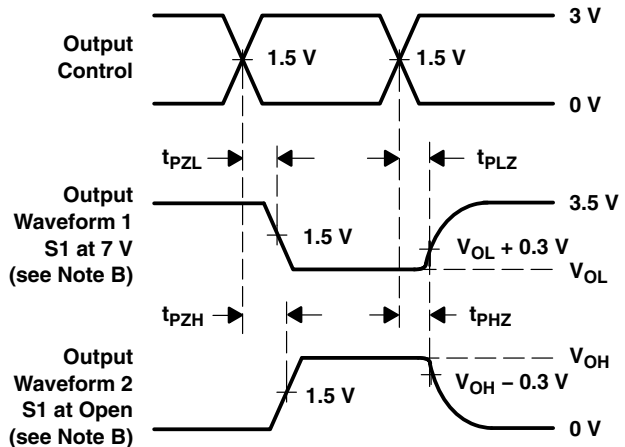 Output
Control
1.5 V
1.5 V
3 V
0 V
tPZL
tPLZ
Output
Waveform 1
S1 at 7 V
(see Note B)
1.5 V
3.5 V
VOL + 0.3 V
VOL
tPZH
tPHZ
Output
Waveform 2
S1 at Open
(see Note B)
1.5 V
VOH
VOH − 0.3 V
0 V